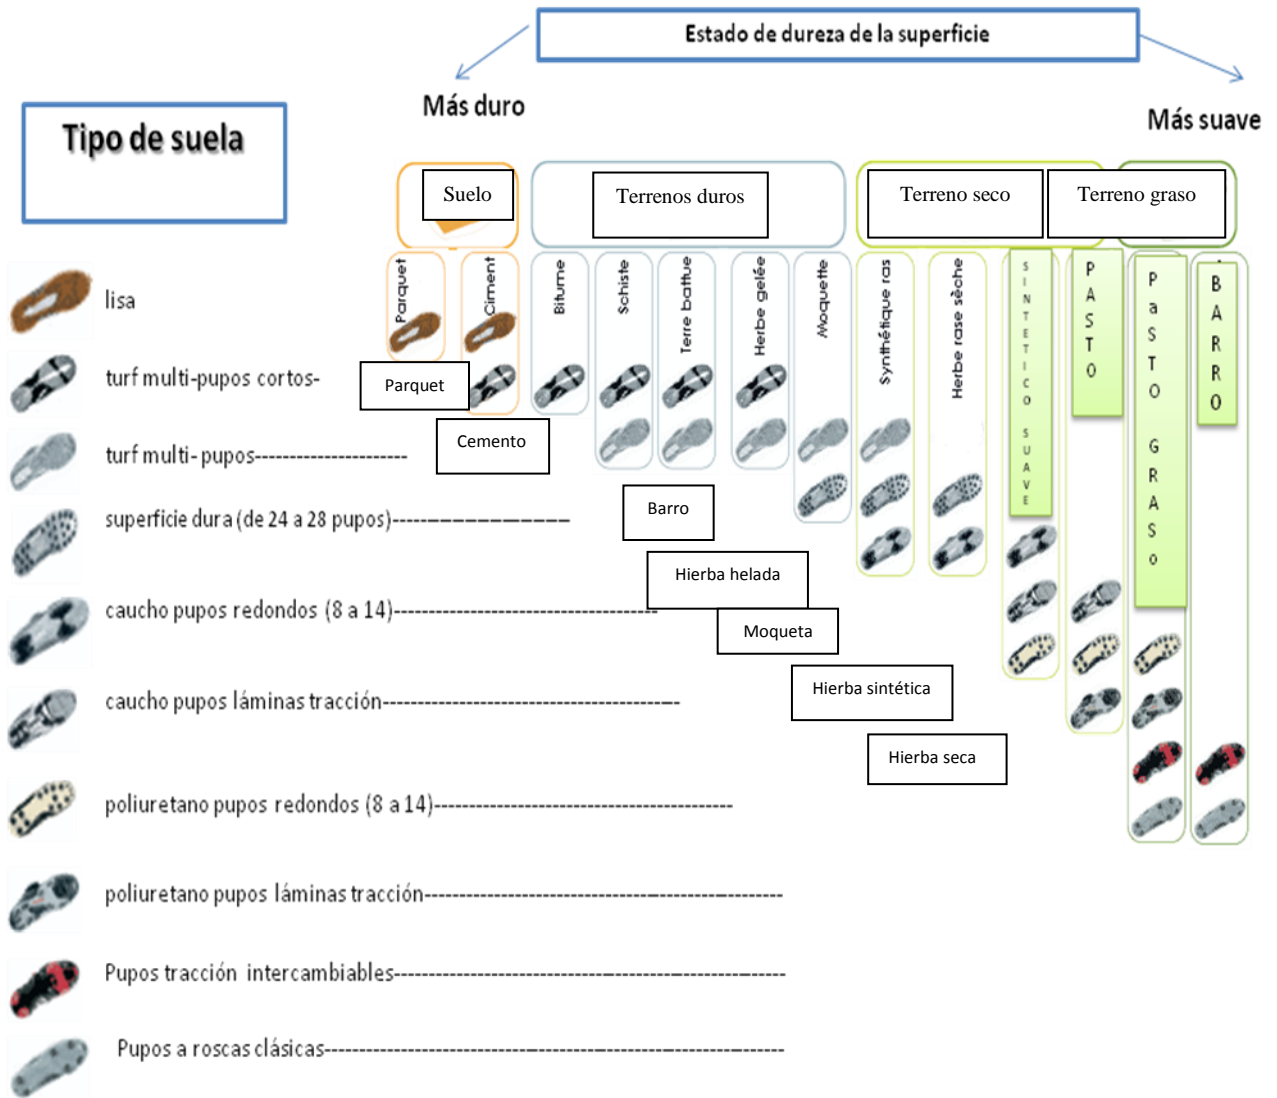 Estado de dureza de la superficie
Más duro
Más suave
Tipo de suela
Suelo
Terrenos duros
Terreno seco
Terreno graso
Parquet
Ciment
Bitume
Schiste
Terre battue
Herbe gelée
Moquette
Synthétique ras
Herbe rase sèche
SINTETICO SUAVE
PASTO
PaSTO GRASo
BARRO
lisa
turf multi-pupos cortos-
Parquet
Cemento
turf multi- pupos--------------------
superficie dura (de 24 a 28 pupos)-----------------------
Barro
Hierba helada
caucho pupos redondos (8 a 14)-----------------------------------
Moqueta
Hierba sintética
caucho pupos láminas tracción---------------------------------------
Hierba seca
poliuretano pupos redondos (8 a 14)---------------------------------------
poliuretano pupos láminas tracción-----------------------------------------------
Pupos tracción intercambiables---------------------------------------------------
Pupos a roscas clásicas------------------------------------------------------------